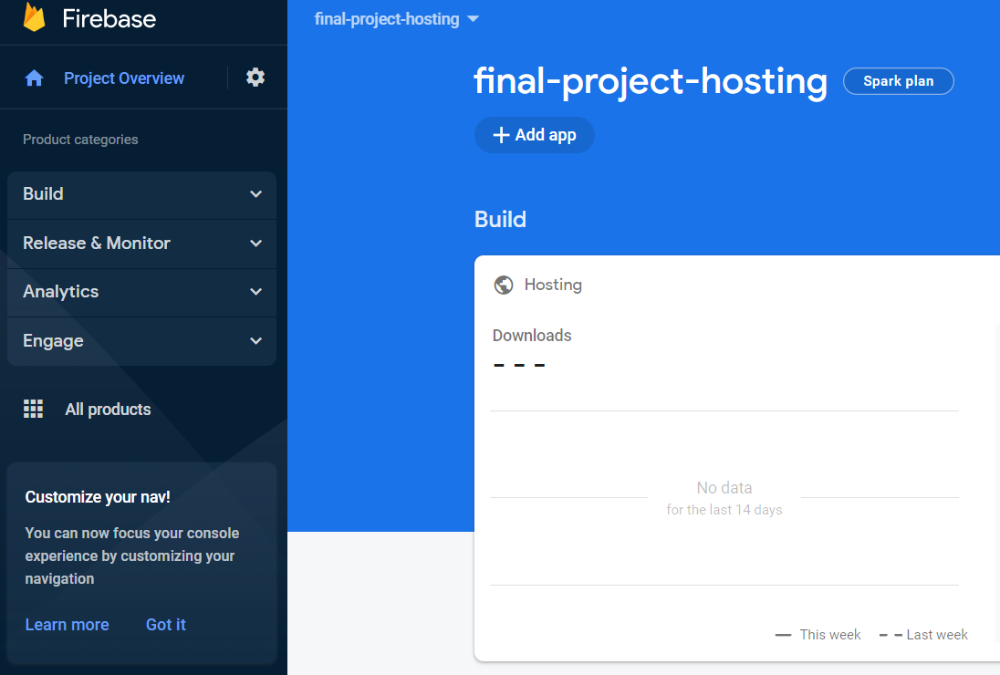 Firebase
Project Overview
Product categories
Build
Release & Monitor
Analytics
Engage
All products
Customize your nav!
You can now focus your console
experience by customizing your
navigation
Learn more Got it
final-project-hosting
final-project-hosting Spark plan
+ Add app
Build
Hosting
Downloads
- - -
No data
for the last 14 days
This week Last week